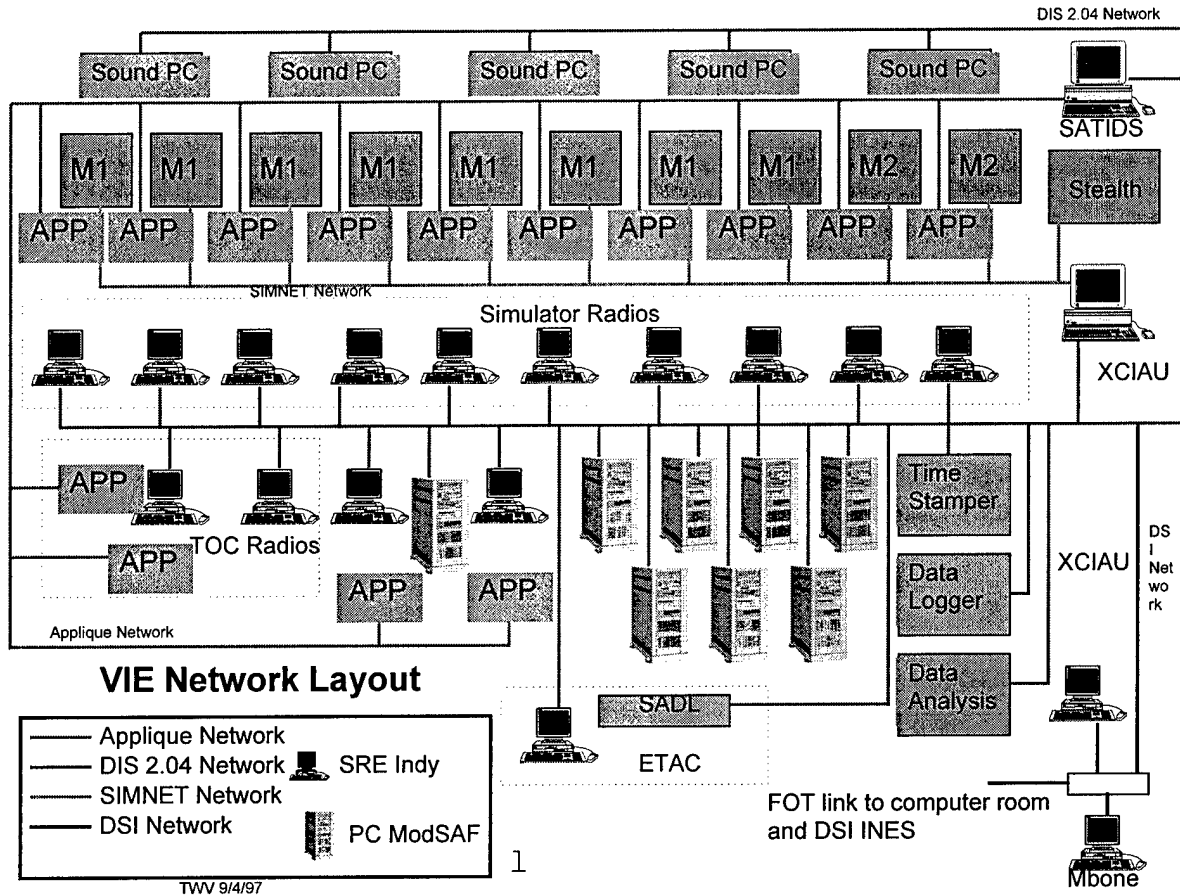 DIS 2.04 Network
Sound PC Sound PC Sound PC Sound PC Sound PC
SATIDS
M1 M1 M1 M1 M1 M1 M1 M1 M2 M2
Stealth
APP APP APP APP APP APP APP APP APP APP
SIMNET Network
Simulator Radios
XCIAU
APP
TOC Radios
APP
APP APP
Applique Network
Time
Stamper
Data
Logger
Data
Analysis
XCIAU
DS
I
Net
wo
rk
VIE Network Layout
Applique Network
DIS 2.04 Network
SIMNET Network
DSI Network
SRE Indy
PC ModSAF
SADL
ETAC
FOT link to computer room
and DSI INES
Mbone
1
TWV 9/4/97